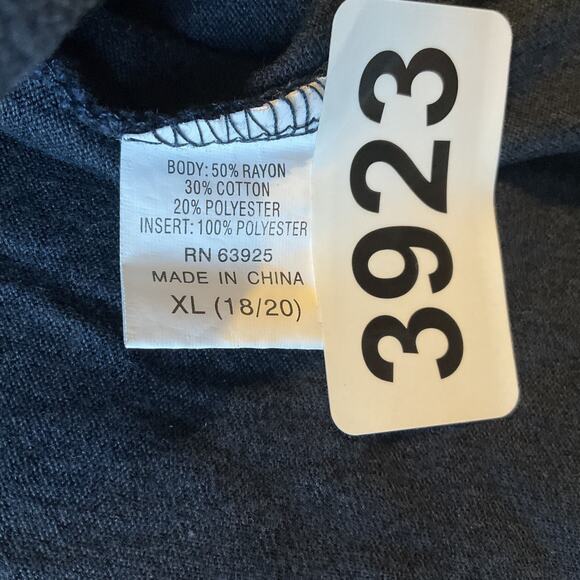 BODY: 50% RAYON
30% COTTON
20% POLYESTER
INSERT: 100% POLYESTER
RN 63925
MADE IN CHINA
XL (18/20)
3923